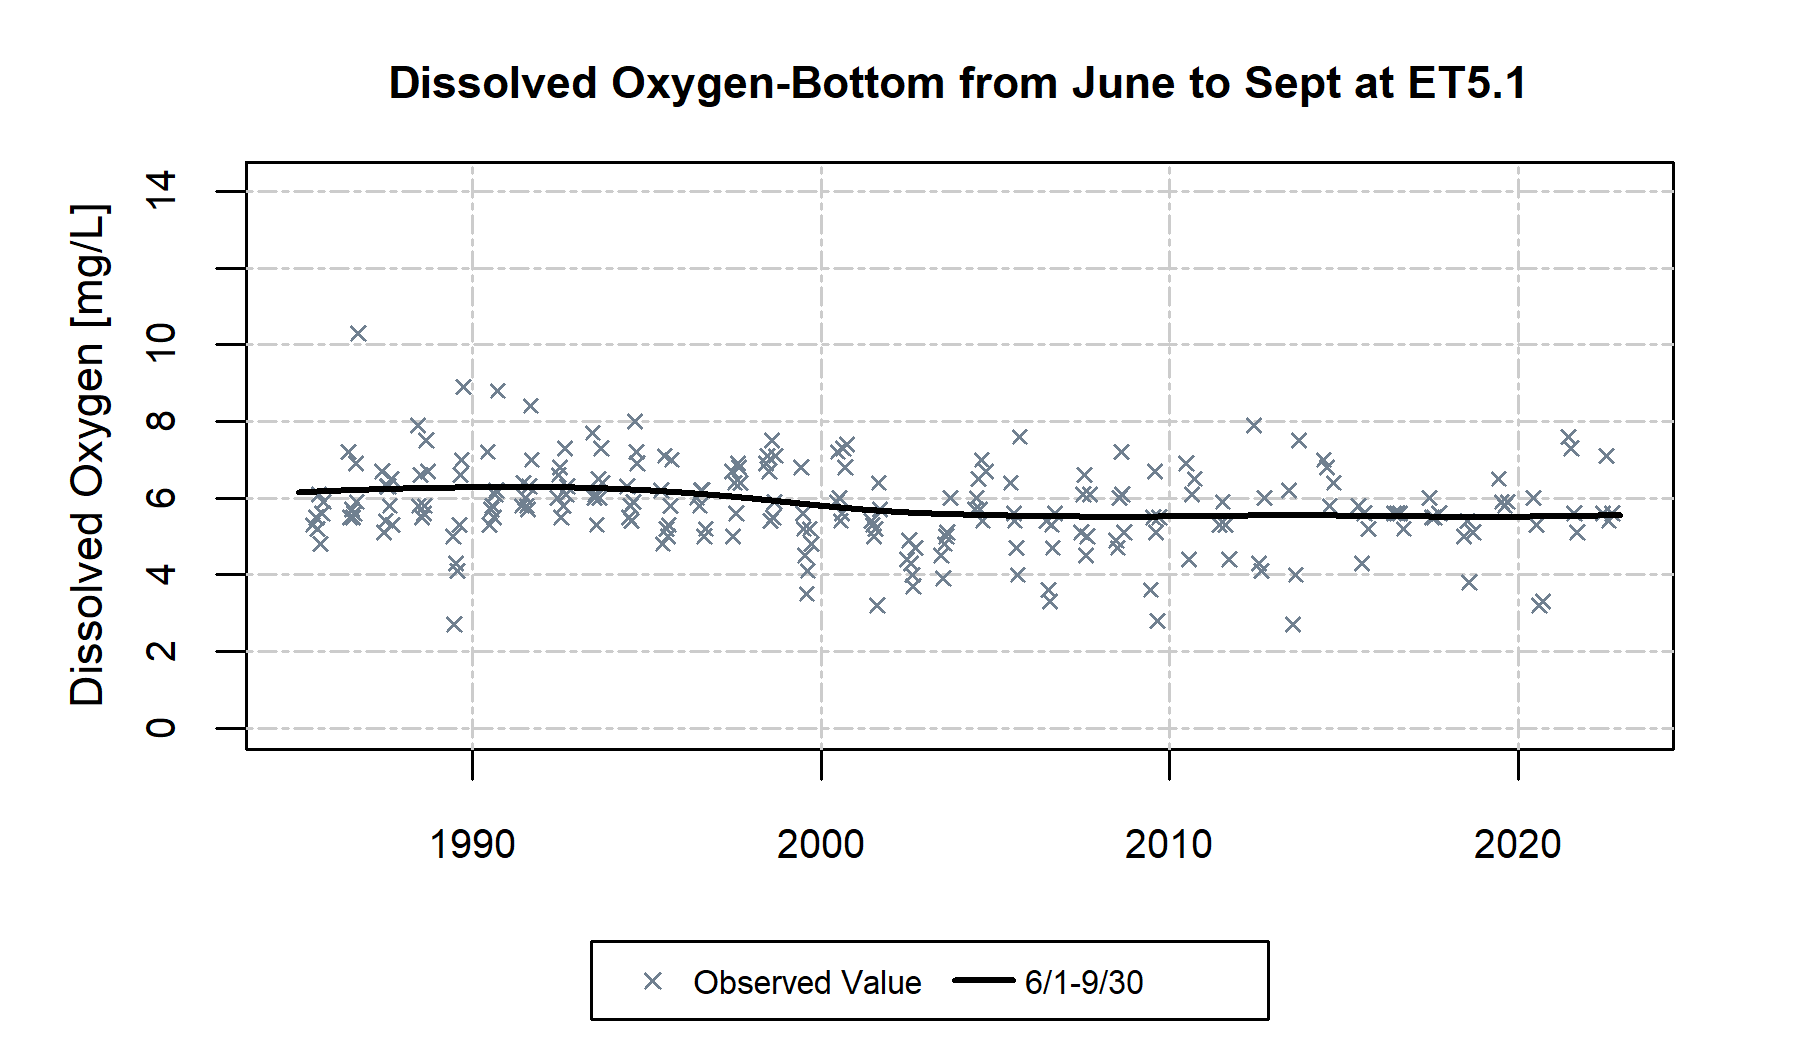 Dissolved Oxygen-Bottom from June to Sept at ET5.1
Dissolved Oxygen [mg/L]
14
10
8
6
4
2
0
1990 2000 2010 2020
Observed Value 6/1-9/30